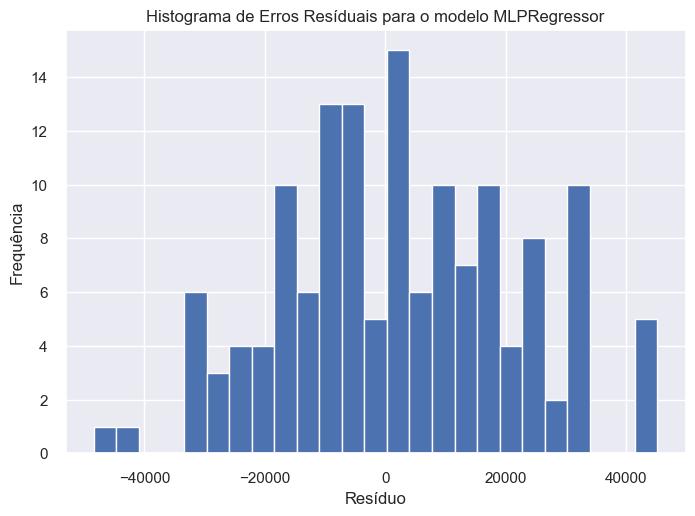 Histograma de Erros Resíduais para o modelo MLPRegressor
14
12
10
8
6
4
2
0
Frequência
−40000 −20000 0 20000 40000
Resíduo